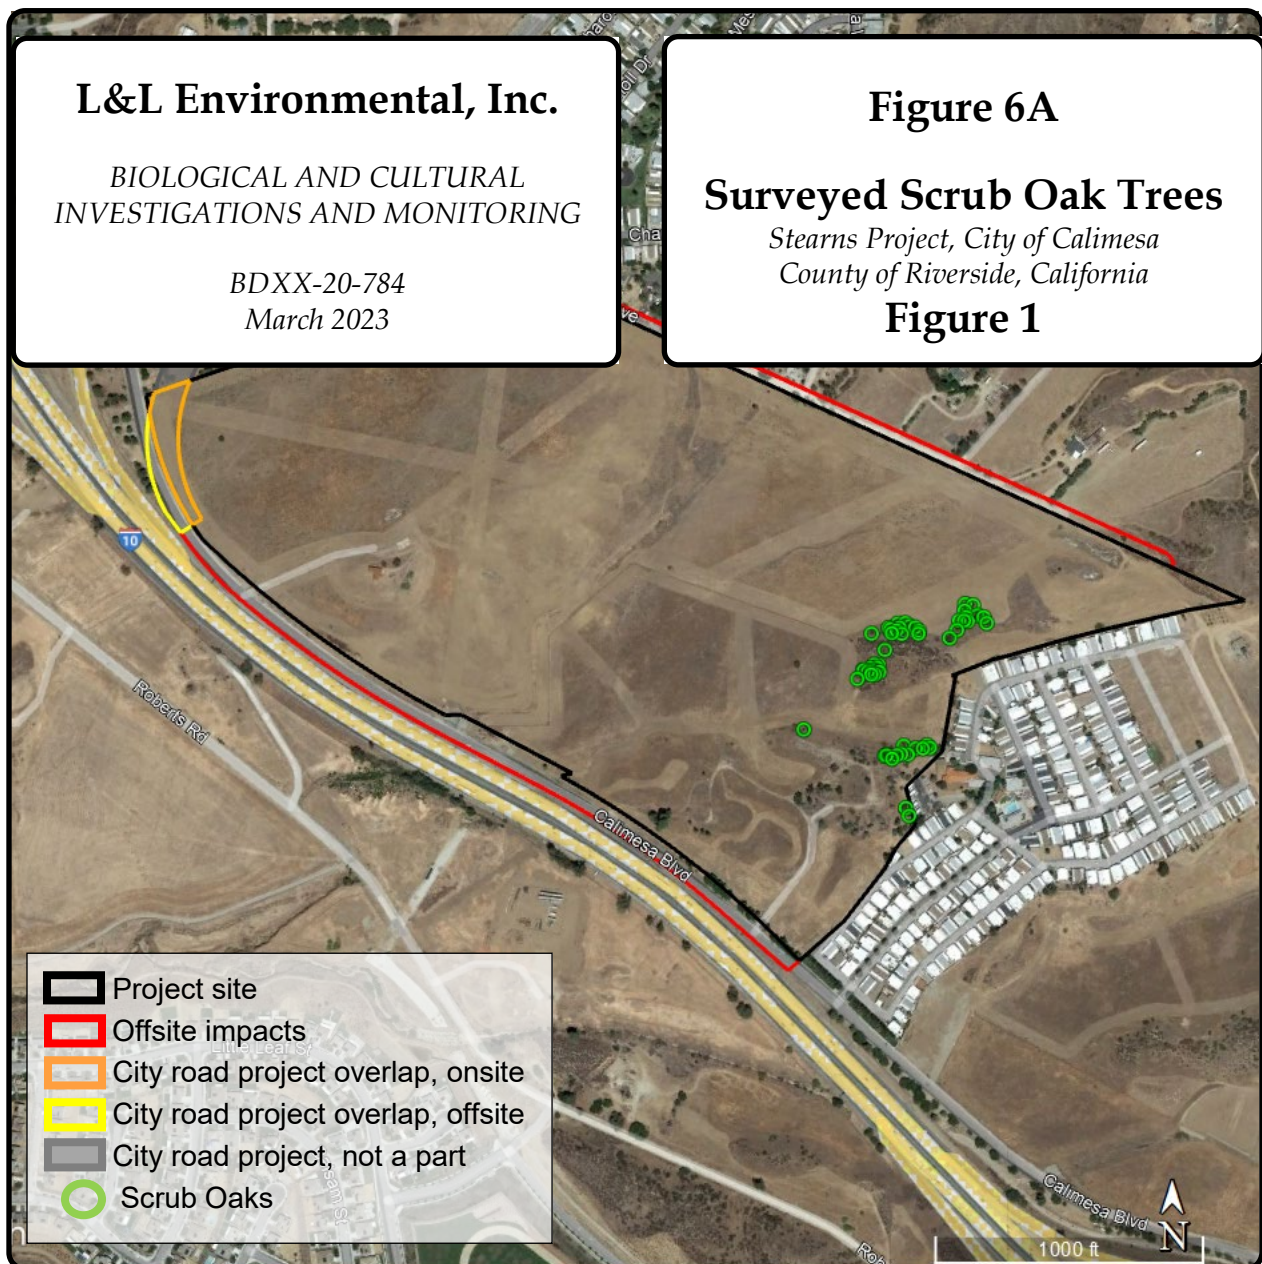 L&L Environmental, Inc.
BIOLOGICAL AND CULTURAL
INVESTIGATIONS AND MONITORING
BDXX-20-784
March 2023
Figure 6A
Surveyed Scrub Oak Trees
Stearns Project, City of Calimesa
County of Riverside, California
Figure 1
10
Roberts Rd
Calimesa Blvd
Project site
Offsite impacts
City road project overlap, onsite
City road project overlap, offsite
City road project, not a part
Scrub Oaks
Little Leaf St
Calimesa Blvd
N
1000 ft